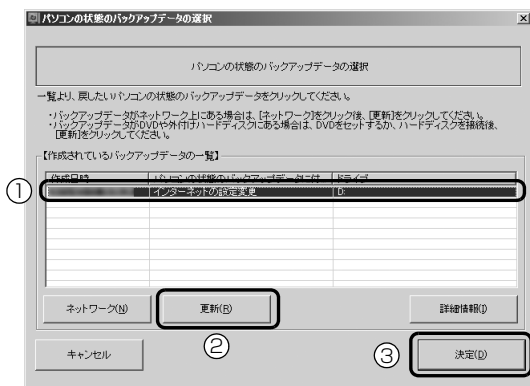 パソコンの状態のバックアップデータの選択
パソコンの状態のバックアップデータの選択
一覧より、戻したいパソコンの状態のバックアップデータをクリックしてください。
・バックアップデータがネットワーク上にある場合は、[ネットワーク]をクリック後、[更新]をクリックしてください。
・バックアップデータがDVDや外付けハードディスクにある場合は、DVDをセットするか、ハードディスクを接続後、
[更新]をクリックしてください。
【作成されているバックアップデータの一覧】
作成日時 パソコンの状態のバックアップデータに付 ドライブ
① インターネットの設定変更 D:
ネットワーク(N) 更新(R) 詳細情報(I)
②
キャンセル ③ 決定(D)